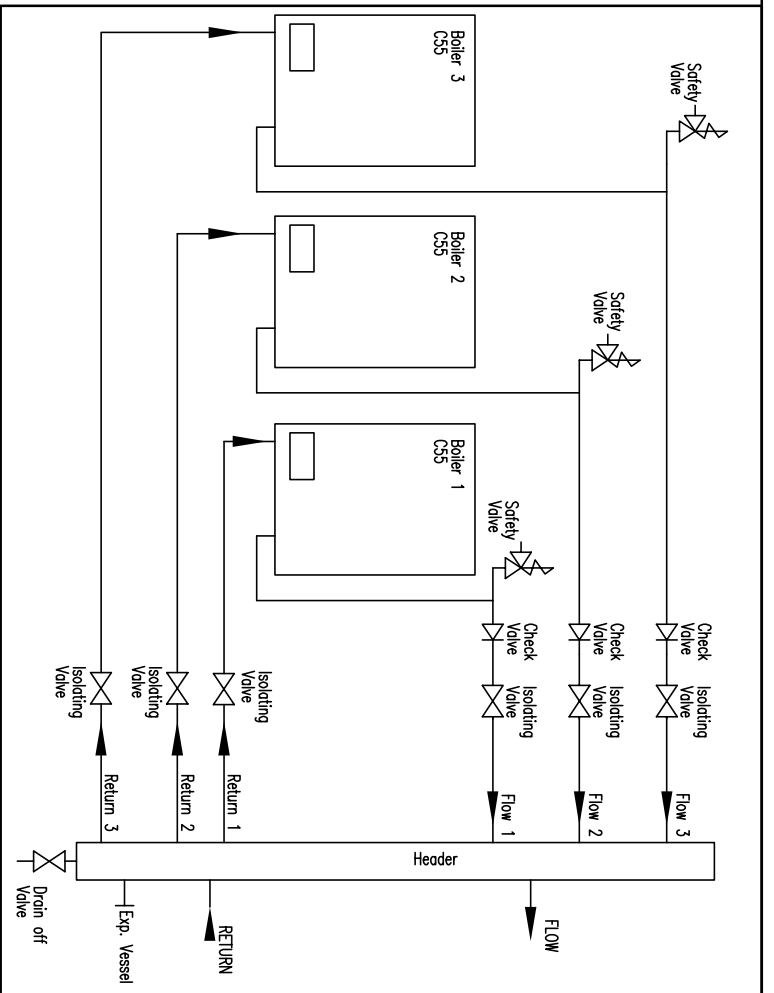 Boiler 3
C55
Safety
Valve
Boiler 2
C55
Safety
Valve
Boiler 1
C55
Safety
Valve
Check
Valve
Check
Valve
Check
Valve
Isolating
Valve
Isolating
Valve
Isolating
Valve
Isolating
Valve
Isolating
Valve
Isolating
Valve
Return 3
Return 2
Return 1
Flow 1
Flow 2
Flow 3
Header
Drain off
Valve
Exp. Vessel
RETURN
FLOW